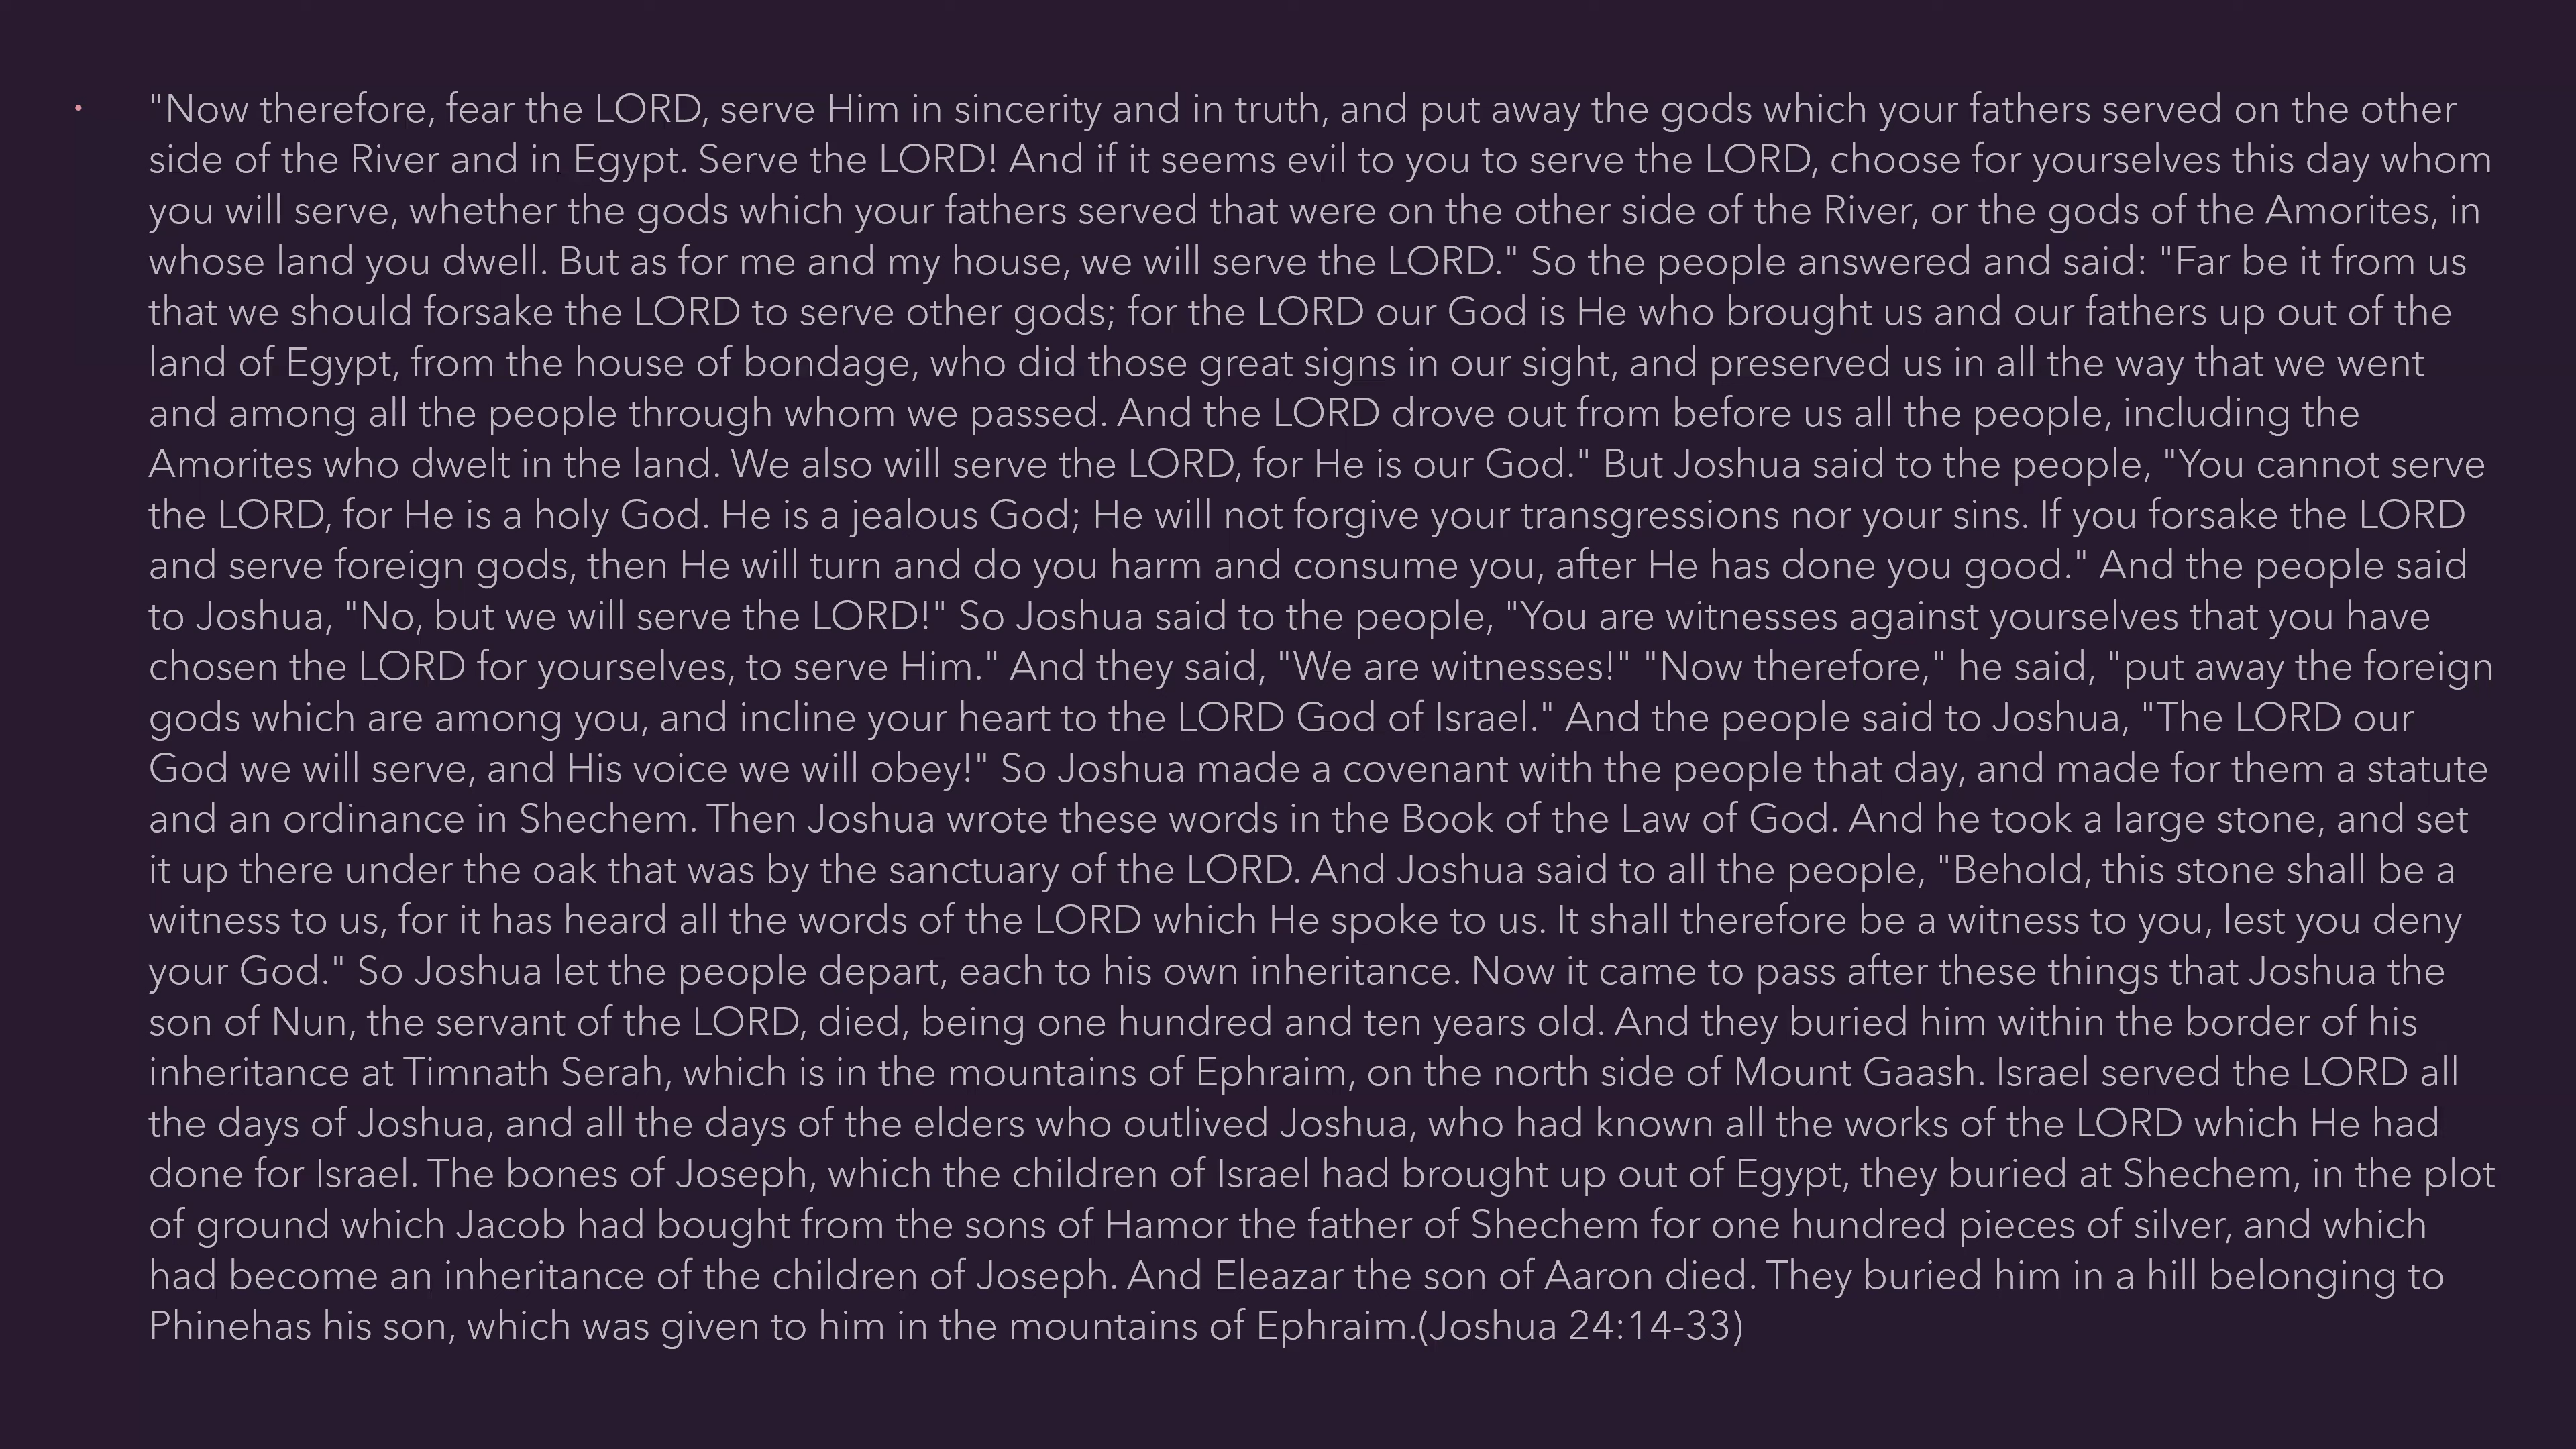 • "Now therefore, fear the LORD, serve Him in sincerity and in truth, and put away the gods which your fathers served on the other
side of the River and in Egypt. Serve the LORD! And if it seems evil to you to serve the LORD, choose for yourselves this day whom
you will serve, whether the gods which your fathers served that were on the other side of the River, or the gods of the Amorites, in
whose land you dwell. But as for me and my house, we will serve the LORD." So the people answered and said: "Far be it from us
that we should forsake the LORD to serve other gods; for the LORD our God is He who brought us and our fathers up out of the
land of Egypt, from the house of bondage, who did those great signs in our sight, and preserved us in all the way that we went
and among all the people through whom we passed. And the LORD drove out from before us all the people, including the
Amorites who dwelt in the land. We also will serve the LORD, for He is our God." But Joshua said to the people, "You cannot serve
the LORD, for He is a holy God. He is a jealous God; He will not forgive your transgressions nor your sins. If you forsake the LORD
and serve foreign gods, then He will turn and do you harm and consume you, after He has done you good." And the people said
to Joshua, "No, but we will serve the LORD!" So Joshua said to the people, "You are witnesses against yourselves that you have
chosen the LORD for yourselves, to serve Him." And they said, "We are witnesses!" "Now therefore," he said, "put away the foreign
gods which are among you, and incline your heart to the LORD God of Israel." And the people said to Joshua, "The LORD our
God we will serve, and His voice we will obey!" So Joshua made a covenant with the people that day, and made for them a statute
and an ordinance in Shechem. Then Joshua wrote these words in the Book of the Law of God. And he took a large stone, and set
it up there under the oak that was by the sanctuary of the LORD. And Joshua said to all the people, "Behold, this stone shall be a
witness to us, for it has heard all the words of the LORD which He spoke to us. It shall therefore be a witness to you, lest you deny
your God." So Joshua let the people depart, each to his own inheritance. Now it came to pass after these things that Joshua the
son of Nun, the servant of the LORD, died, being one hundred and ten years old. And they buried him within the border of his
inheritance at Timnath Serah, which is in the mountains of Ephraim, on the north side of Mount Gaash. Israel served the LORD all
the days of Joshua, and all the days of the elders who outlived Joshua, who had known all the works of the LORD which He had
done for Israel. The bones of Joseph, which the children of Israel had brought up out of Egypt, they buried at Shechem, in the plot
of ground which Jacob had bought from the sons of Hamor the father of Shechem for one hundred pieces of silver, and which
had become an inheritance of the children of Joseph. And Eleazar the son of Aaron died. They buried him in a hill belonging to
Phinehas his son, which was given to him in the mountains of Ephraim.(Joshua 24:14-33)